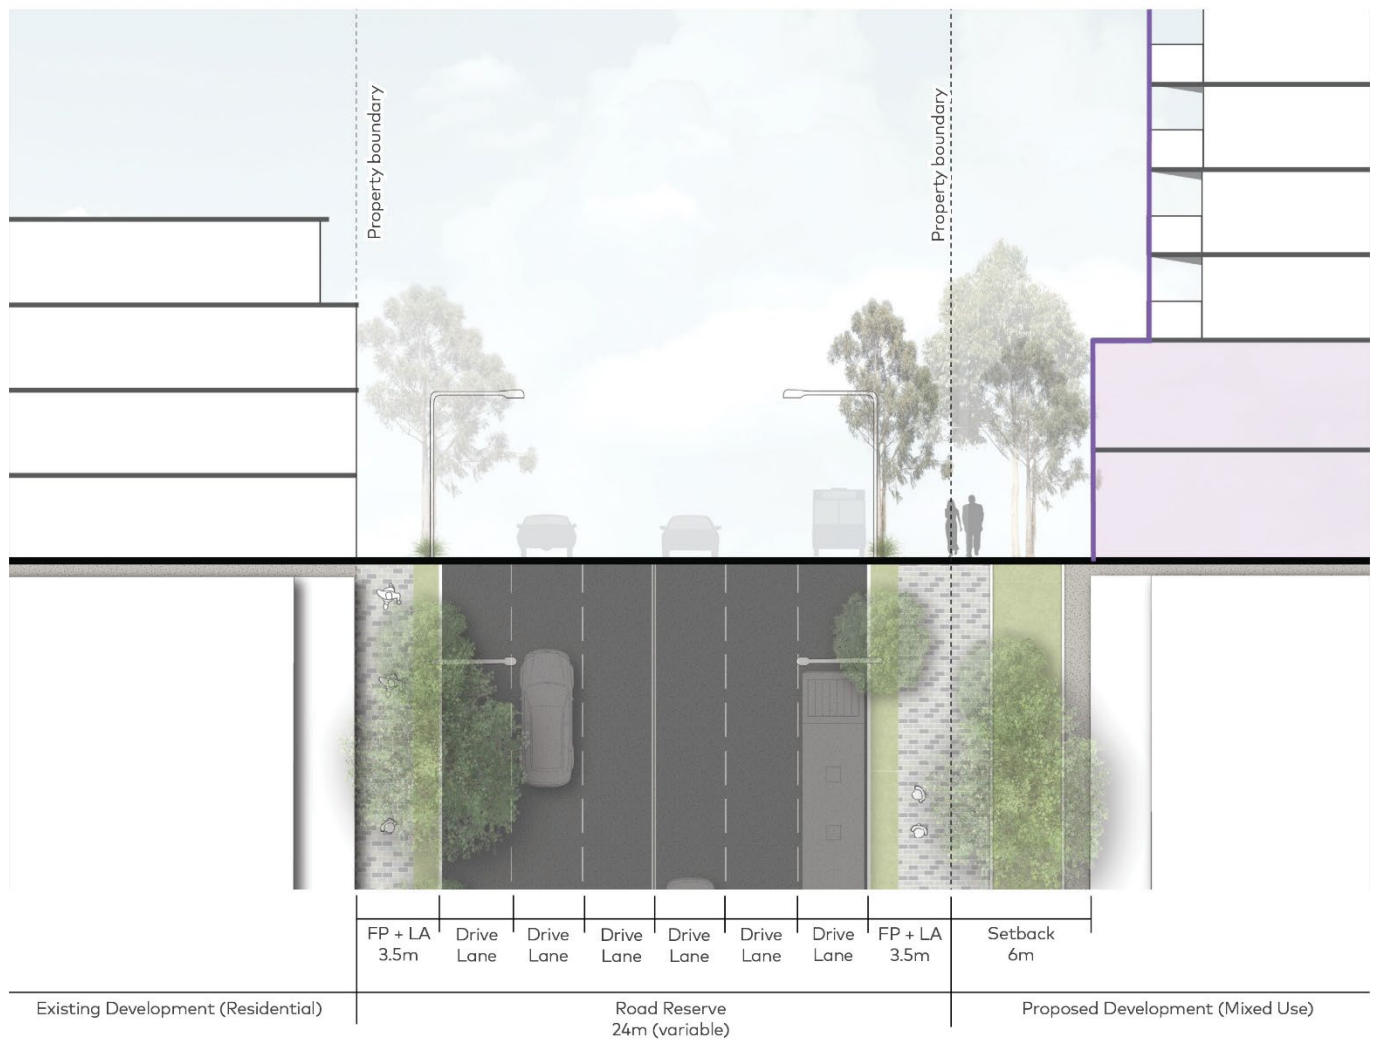 Property boundary
Property boundary
FP + LA
3.5m
Drive
Lane
Drive
Lane
Drive
Lane
Drive
Lane
Drive
Lane
Drive
Lane
FP + LA
3.5m
Setback
6m
Existing Development (Residential)
Road Reserve
24m (variable)
Proposed Development (Mixed Use)